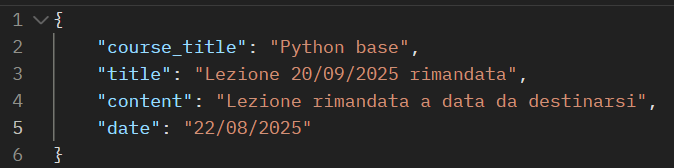 1 {
2 "course_title": "Python base",
3 "title": "Lezione 20/09/2025 rimandata",
4 "content": "Lezione rimandata a data da destinarsi",
5 "date": "22/08/2025"
6 }